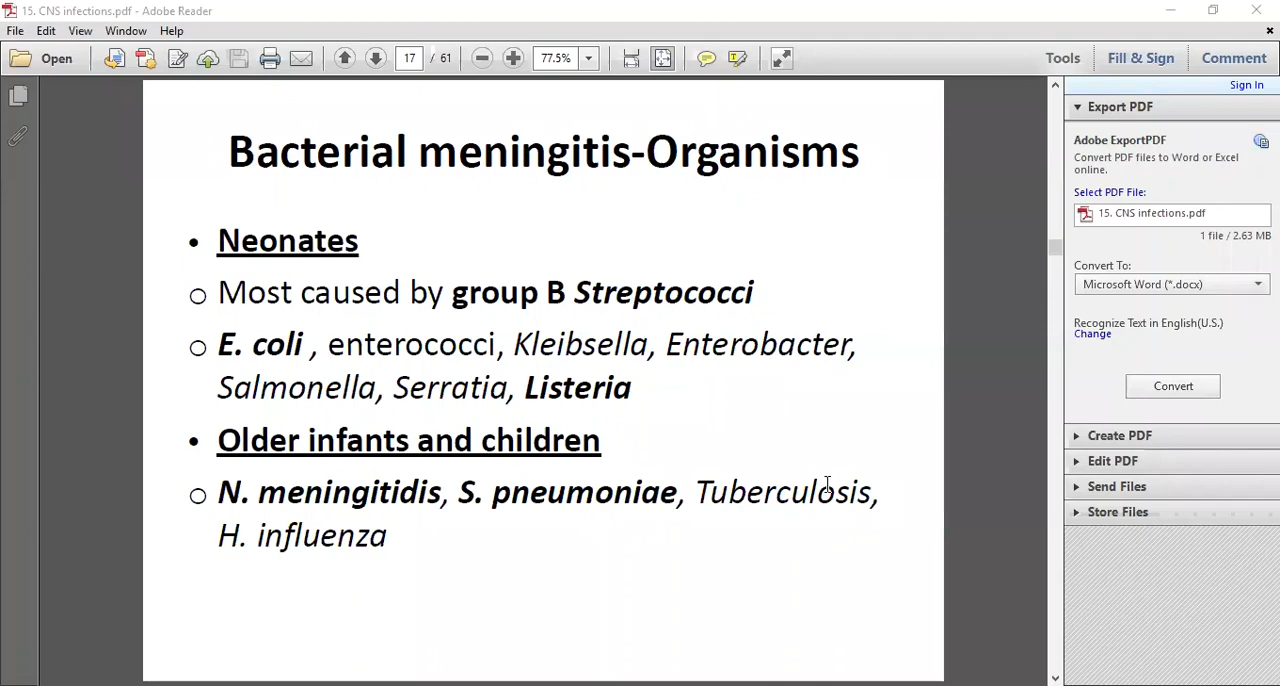 15. CNS infections.pdf - Adobe Reader
File Edit View Window Help
Open 17 / 61 77.5% Tools Fill & Sign Comment
Sign In
Export PDF
Adobe ExportPDF
Convert PDF files to Word or Excel
online.
Select PDF File:
15. CNS infections.pdf
1 file / 2.63 MB
Convert To:
Microsoft Word (*.docx)
Recognize Text in English(U.S.)
Change
Convert
Create PDF
Edit PDF
Send Files
Store Files
Bacterial meningitis-Organisms
• Neonates
○ Most caused by group B Streptococci
○ E. coli , enterococci, Kleibsella, Enterobacter,
Salmonella, Serratia, Listeria
• Older infants and children
○ N. meningitidis, S. pneumoniae, Tuberculosis,
H. influenza